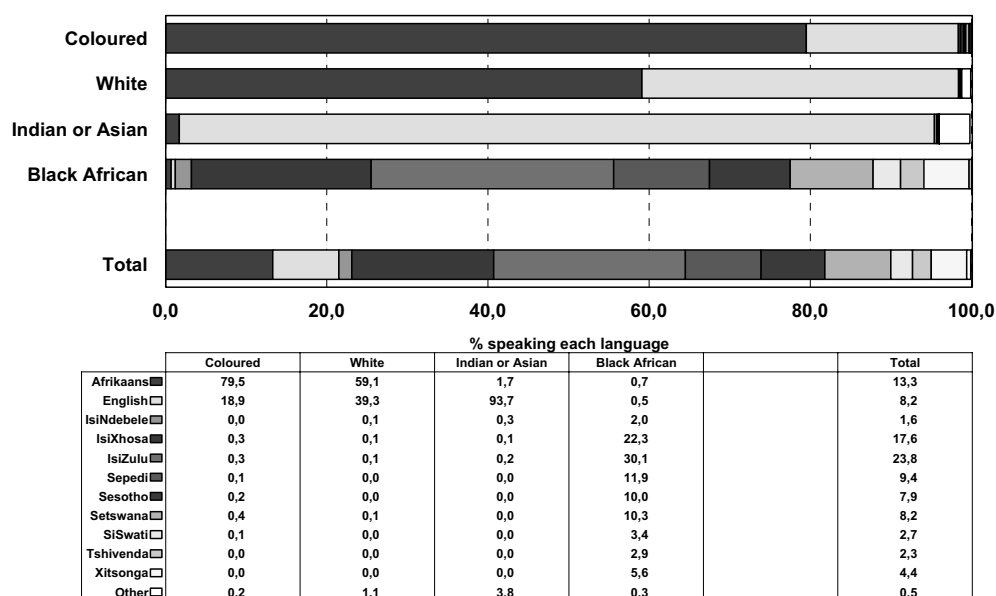 Coloured
White
Indian or Asian
Black African
Total
0,0 20,0 40,0 60,0 80,0 100,0
% speaking each language
Coloured White Indian or Asian Black African Total
Afrikaans 79,5 59,1 1,7 0,7 13,3
English 18,9 39,3 93,7 0,5 8,2
IsiNdebele 0,0 0,1 0,3 2,0 1,6
IsiXhosa 0,3 0,1 0,1 22,3 17,6
IsiZulu 0,3 0,1 0,2 30,1 23,8
Sepedi 0,1 0,0 0,0 11,9 9,4
Sesotho 0,2 0,0 0,0 10,0 7,9
Setswana 0,4 0,1 0,0 10,3 8,2
SiSwati 0,1 0,0 0,0 3,4 2,7
Tshivenda 0,0 0,0 0,0 2,9 2,3
Xitsonga 0,0 0,0 0,0 5,6 4,4
Other 0,2 1,1 3,8 0,3 0,5